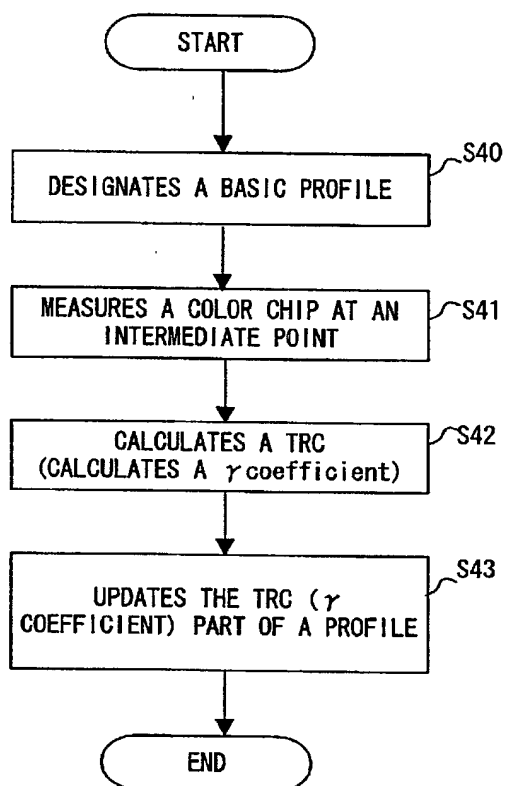 START
S40
DESIGNATES A BASIC PROFILE
S41
MEASURES A COLOR CHIP AT AN
INTERMEDIATE POINT
S42
CALCULATES A TRC
(CALCULATES A γ coefficient)
S43
UPDATES THE TRC (γ
COEFFICIENT) PART OF A PROFILE
END